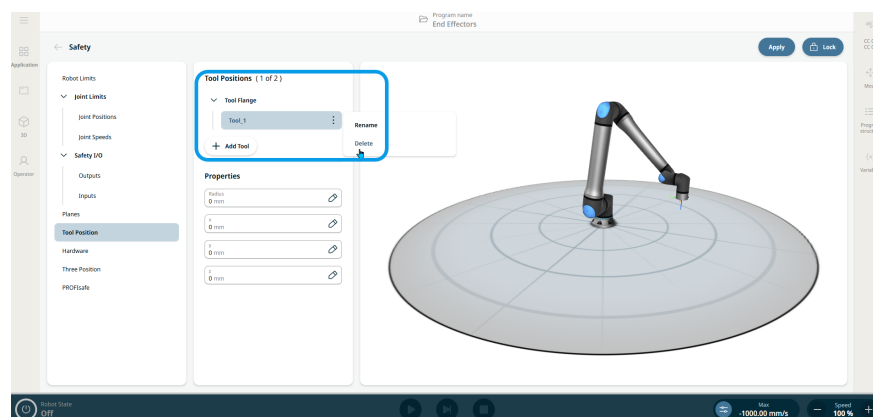 Program name
End Effectors
Safety
Apply
Lock
Application
3D
Operator
Robot Limits
Joint Limits
Joint Positions
Joint Speeds
Safety I/O
Outputs
Inputs
Planes
Tool Position
Hardware
Three Position
PROFIsafe
Tool Positions ( 1 of 2 )
Tool Flange
Tool_1
Add Tool
Rename
Delete
Properties
Radius
0 mm
0 mm
0 mm
0 mm
Robot State
Off
Max
-1000.00 mm/s
Speed
100 %